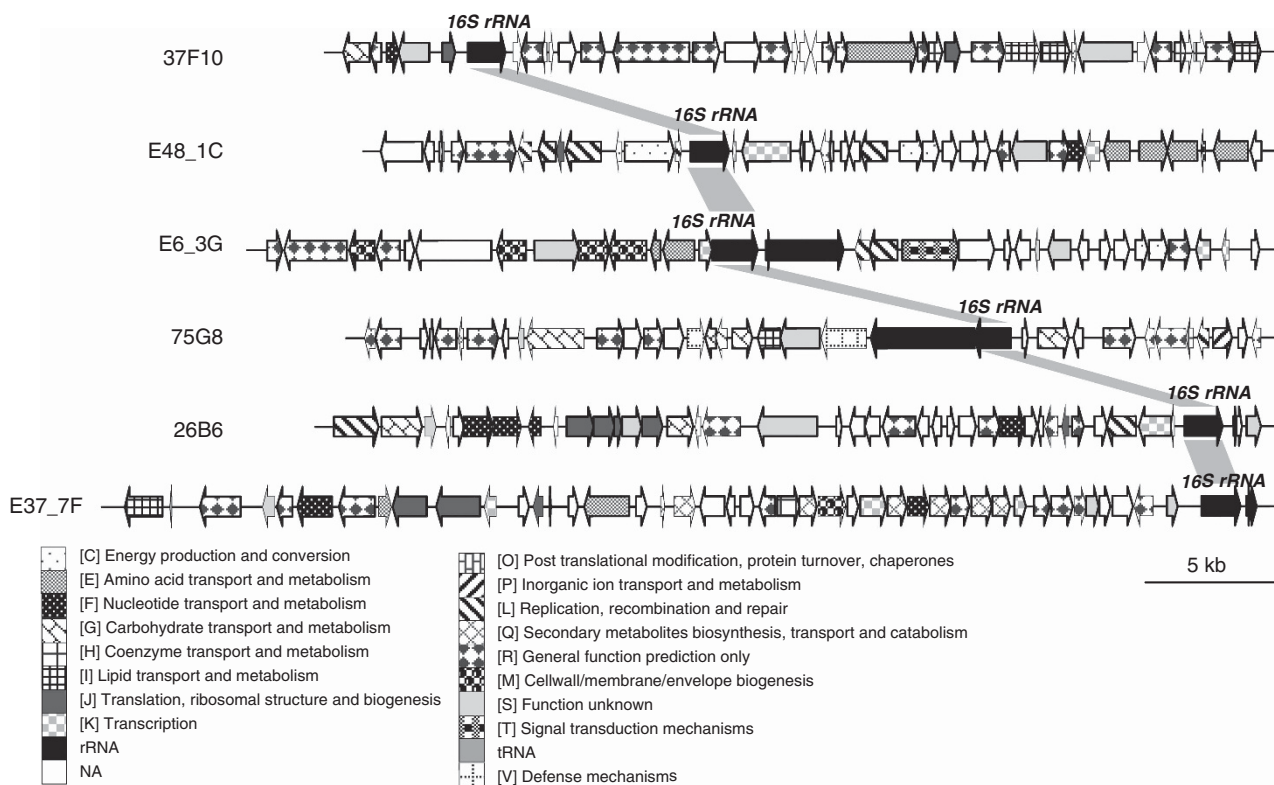 16S rRNA
37F10
16S rRNA
E48_1C
16S rRNA
E6_3G
16S rRNA
75G8
16S rRNA
26B6
16S rRNA
E37_7F
5 kb
[C] Energy production and conversion
[E] Amino acid transport and metabolism
[F] Nucleotide transport and metabolism
[G] Carbohydrate transport and metabolism
[H] Coenzyme transport and metabolism
[I] Lipid transport and metabolism
[J] Translation, ribosomal structure and biogenesis
[K] Transcription
rRNA
NA
[O] Post translational modification, protein turnover, chaperones
[P] Inorganic ion transport and metabolism
[L] Replication, recombination and repair
[Q] Secondary metabolites biosynthesis, transport and catabolism
[R] General function prediction only
[M] Cellwall/membrane/envelope biogenesis
[S] Function unknown
[T] Signal transduction mechanisms
tRNA
[V] Defense mechanisms